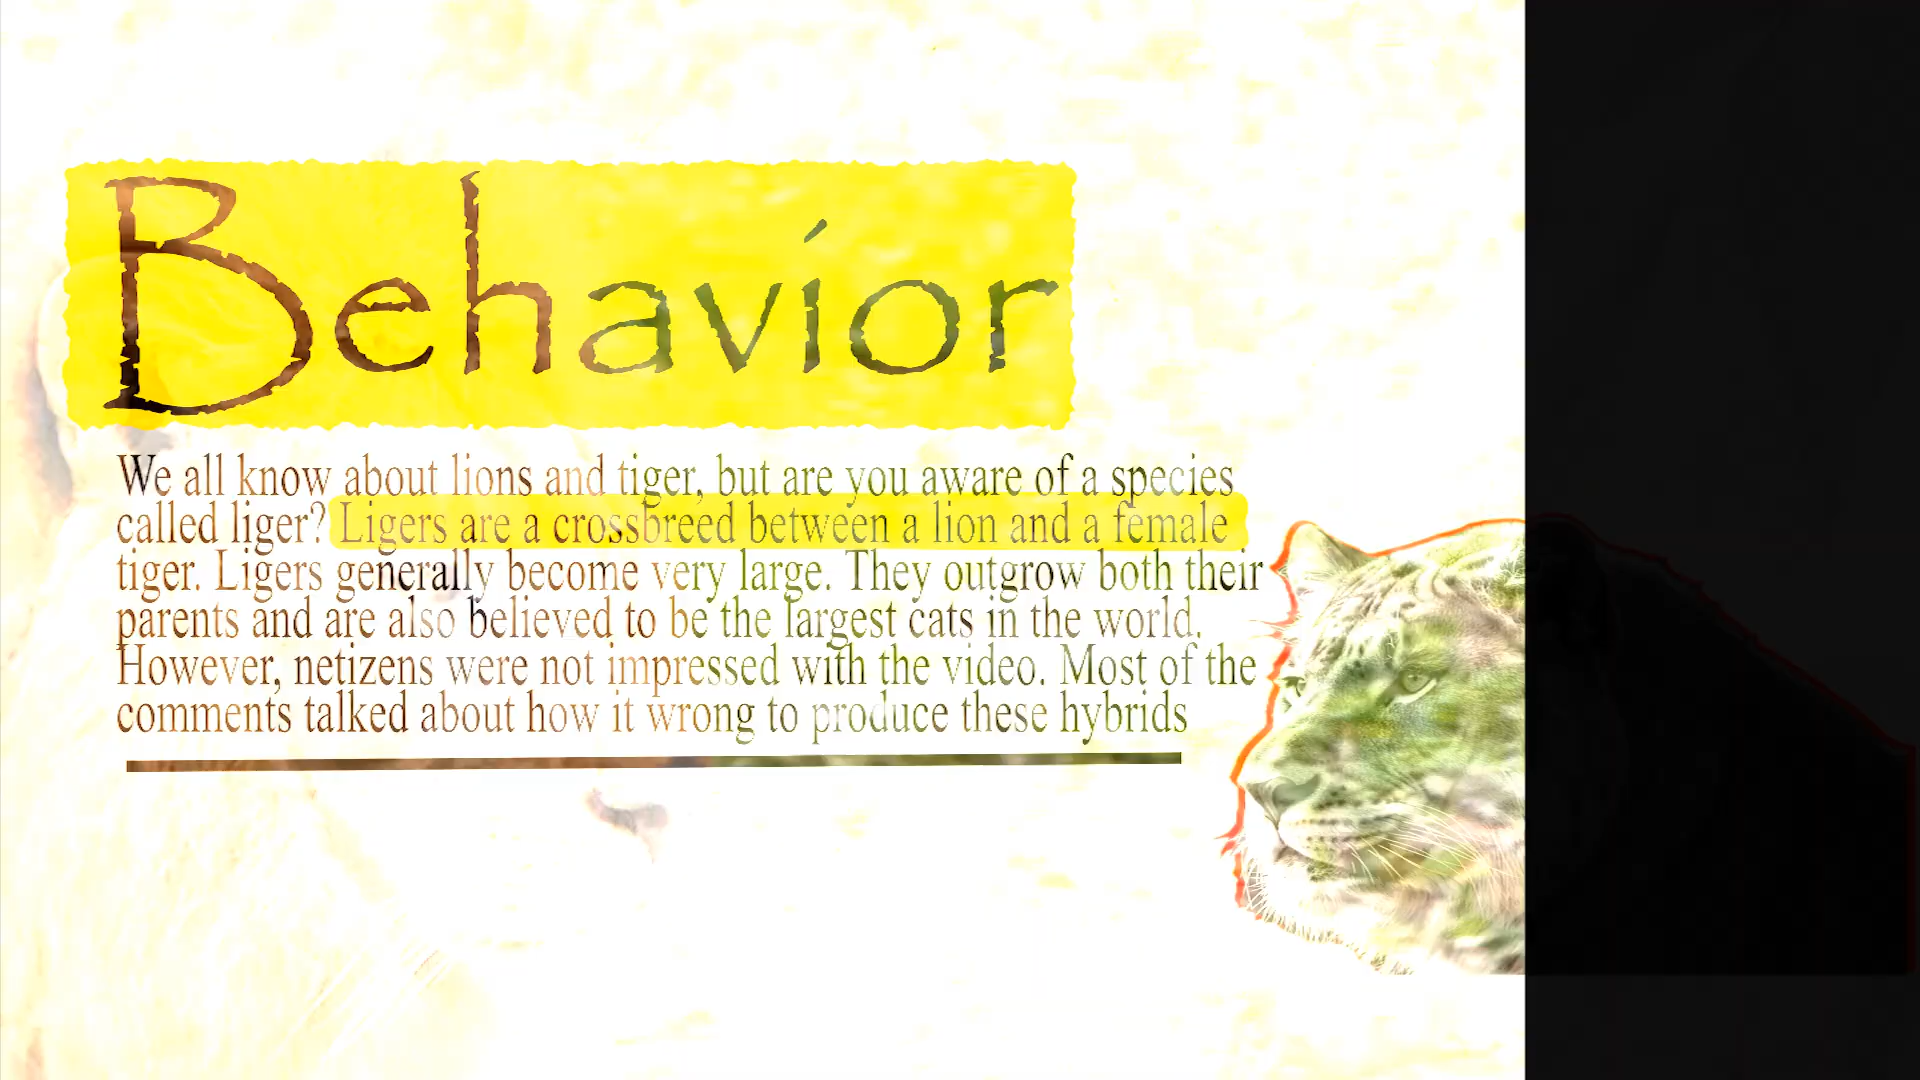 Behavior
We all know about lions and tiger, but are you aware of a species
called liger? Ligers are a crossbreed between a lion and a female
tiger. Ligers generally become very large. They outgrow both their
parents and are also believed to be the largest cats in the world.
However, netizens were not impressed with the video. Most of the
comments talked about how it wrong to produce these hybrids